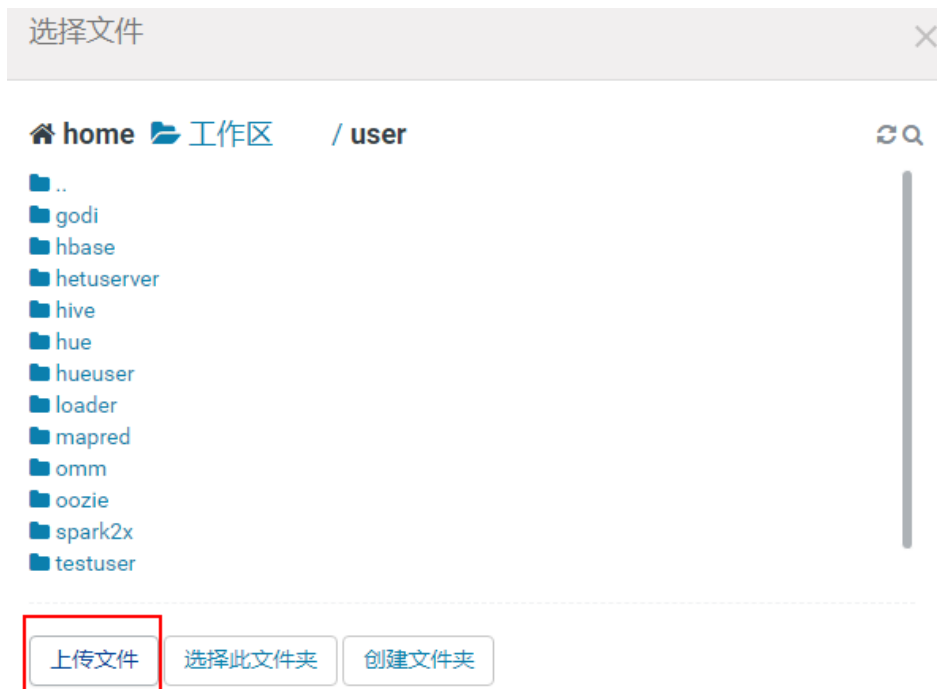 选择文件
home 工作区 / user
..
godi
hbase
hetuserver
hive
hue
hueuser
loader
mapred
omm
oozie
spark2x
testuser
上传文件 选择此文件夹 创建文件夹